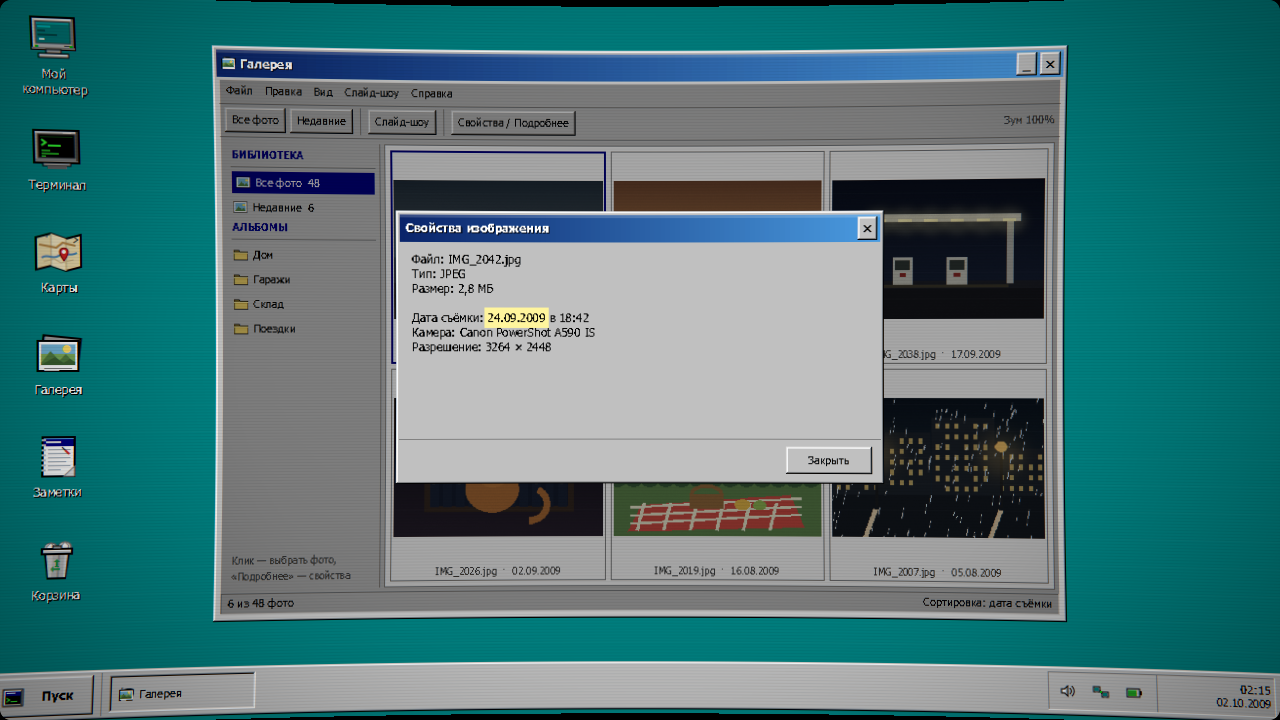 Мой
компьютер
Терминал
Карты
Галерея
Заметки
Корзина
Галерея
Файл Правка Вид Слайд-шоу Справка
Все фото Недавние Слайд-шоу Свойства / Подробнее Зум 100%
БИБЛИОТЕКА
Все фото 48
Недавние 6
АЛЬБОМЫ
Дом
Гаражи
Склад
Поездки
Клик — выбрать фото,
«Подробнее» — свойства
Свойства изображения
Файл: IMG_2042.jpg
Тип: JPEG
Размер: 2,8 МБ
Дата съёмки: 24.09.2009 в 18:42
Камера: Canon PowerShot A590 IS
Разрешение: 3264 × 2448
Закрыть
IMG_2038.jpg · 17.09.2009
IMG_2026.jpg · 02.09.2009
IMG_2019.jpg · 16.08.2009
IMG_2007.jpg · 05.08.2009
6 из 48 фото
Сортировка: дата съёмки
Пуск
Галерея
02:15
02.10.2009